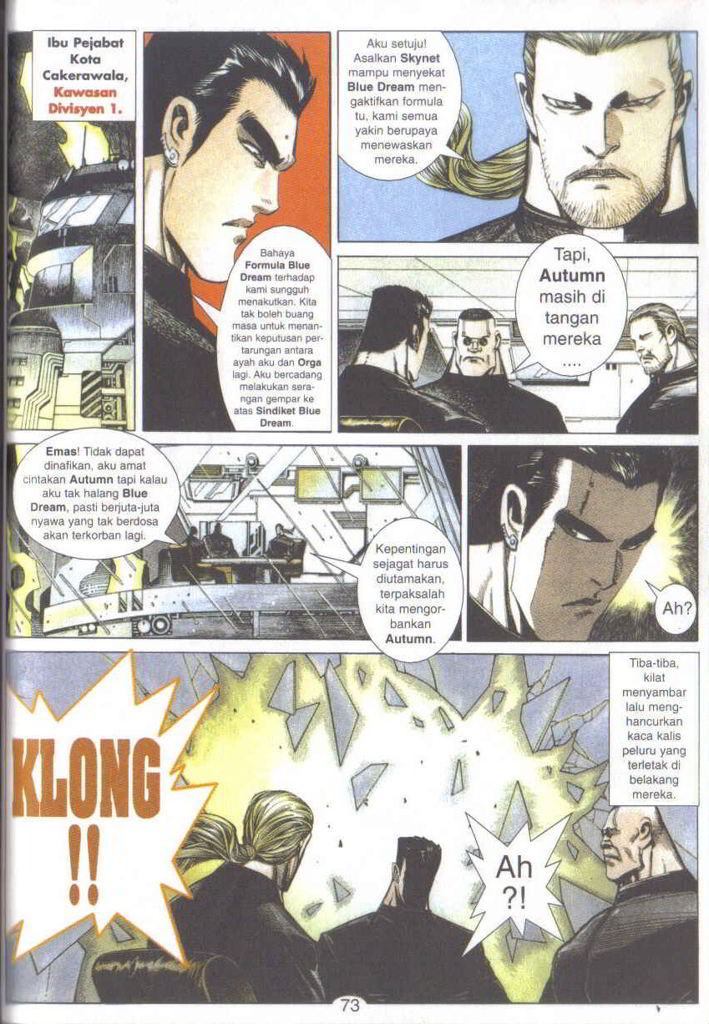 Ibu Pejabat
Kota
Cakerawala,
Kawasan
Divisyen 1.
Bahaya
Formula Blue
Dream terhadap
kami sungguh
menakutkan. Kita
tak boleh buang
masa untuk menan-
tikan keputusan per-
tarungan antara
ayah aku dan Orga
lagi. Aku bercadang
melakukan sera-
ngan gempar ke
atas Sindiket Blue
Dream.
Aku setuju!
Asalkan Skynet
mampu menyekat
Blue Dream men-
gaktifkan formula
tu, kami semua
yakin berupaya
menewaskan
mereka.
Tapi,
Autumn
masih di
tangan
mereka
....
Emas! Tidak dapat
dinafikan, aku amat
cintakan Autumn tapi kalau
aku tak halang Blue
Dream, pasti berjuta-juta
nyawa yang tak berdosa
akan terkorban lagi.
Kepentingan
sejagat harus
diutamakan,
terpaksalah
kita mengor-
bankan
Autumn.
Ah?
Tiba-tiba,
kilat
menyambar
lalu meng-
hancurkan
kaca kalis
peluru yang
terletak di
belakang
mereka.
KLONG
!!
Ah
?!
73